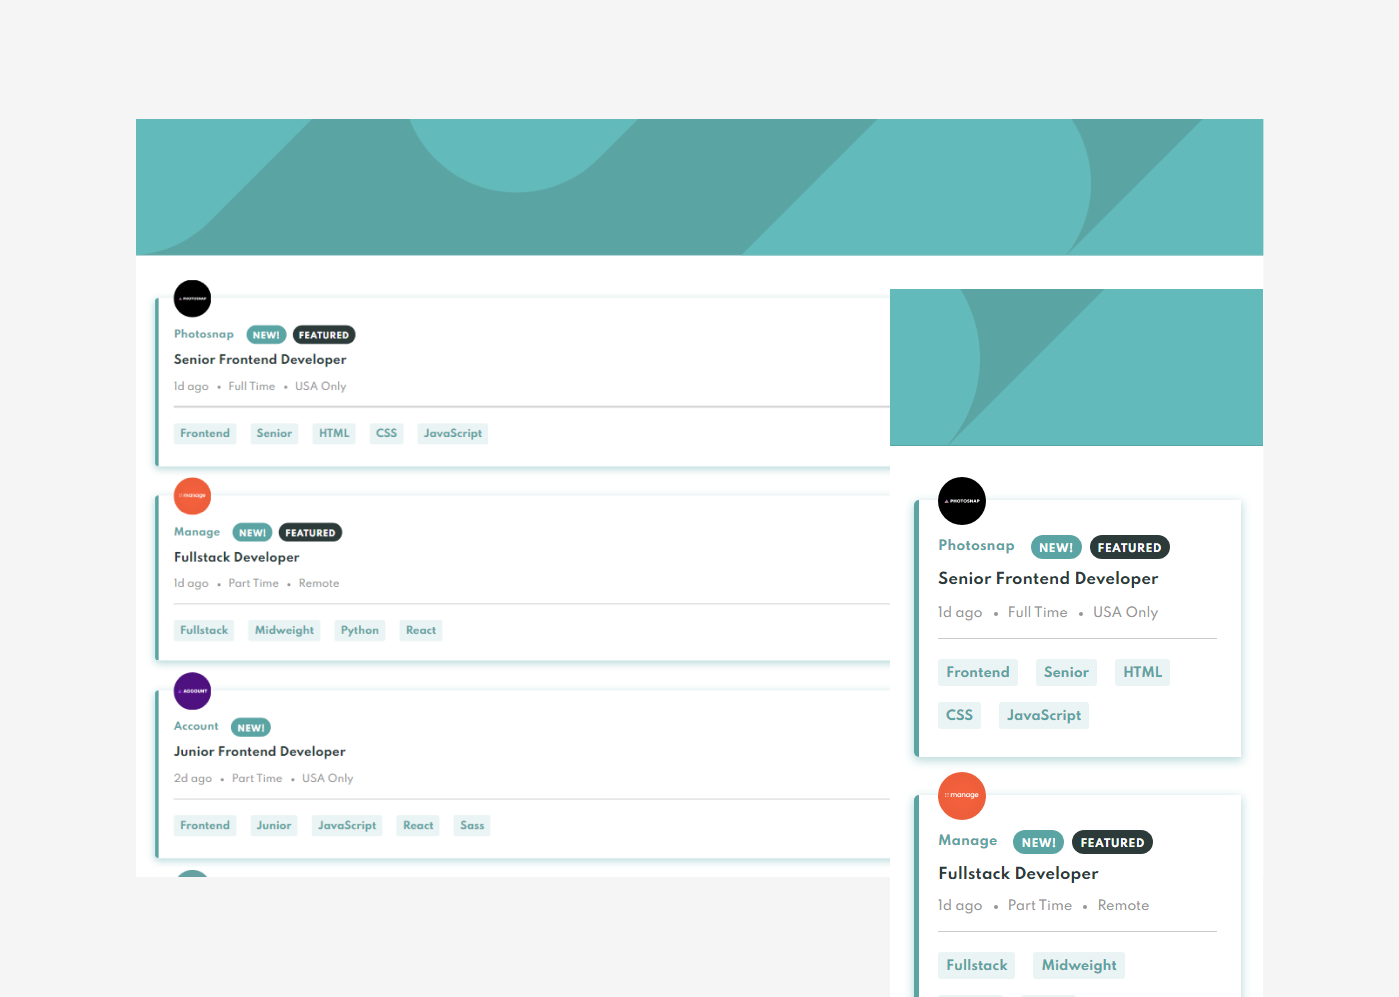 PHOTOSNAP
Photosnap NEW! FEATURED
Senior Frontend Developer
1d ago • Full Time • USA Only
Frontend Senior HTML CSS JavaScript
manage
Manage NEW! FEATURED
Fullstack Developer
1d ago • Part Time • Remote
Fullstack Midweight Python React
ACCOUNT
Account NEW!
Junior Frontend Developer
2d ago • Part Time • USA Only
Frontend Junior JavaScript React Sass
PHOTOSNAP
Photosnap NEW! FEATURED
Senior Frontend Developer
1d ago • Full Time • USA Only
Frontend Senior HTML
CSS JavaScript
manage
Manage NEW! FEATURED
Fullstack Developer
1d ago • Part Time • Remote
Fullstack Midweight